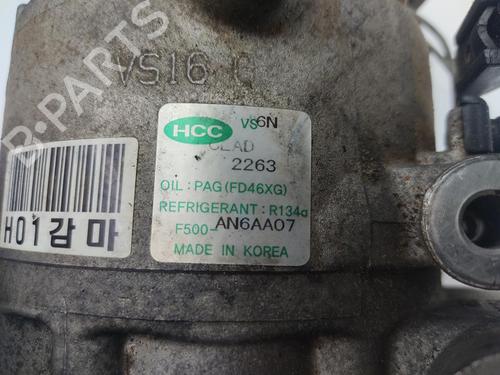 B-PARTS
VS16 G
HCC VS6N
CLAD
2263
OIL : PAG(FD46XG)
REFRIGERANT : R134a
F500-AN6AA07
MADE IN KOREA
H01감마